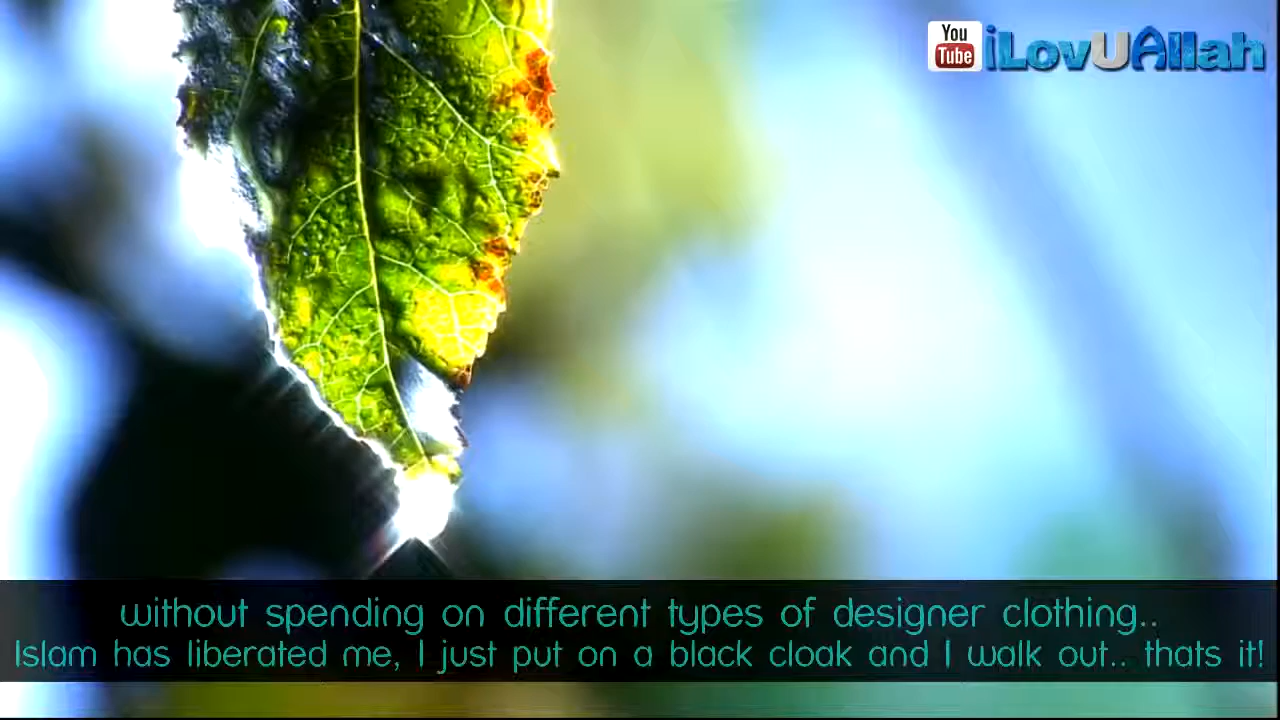 You
Tube
iLovUAllah
without spending on different types of designer clothing..
Islam has liberated me, I just put on a black cloak and I walk out.. thats it!